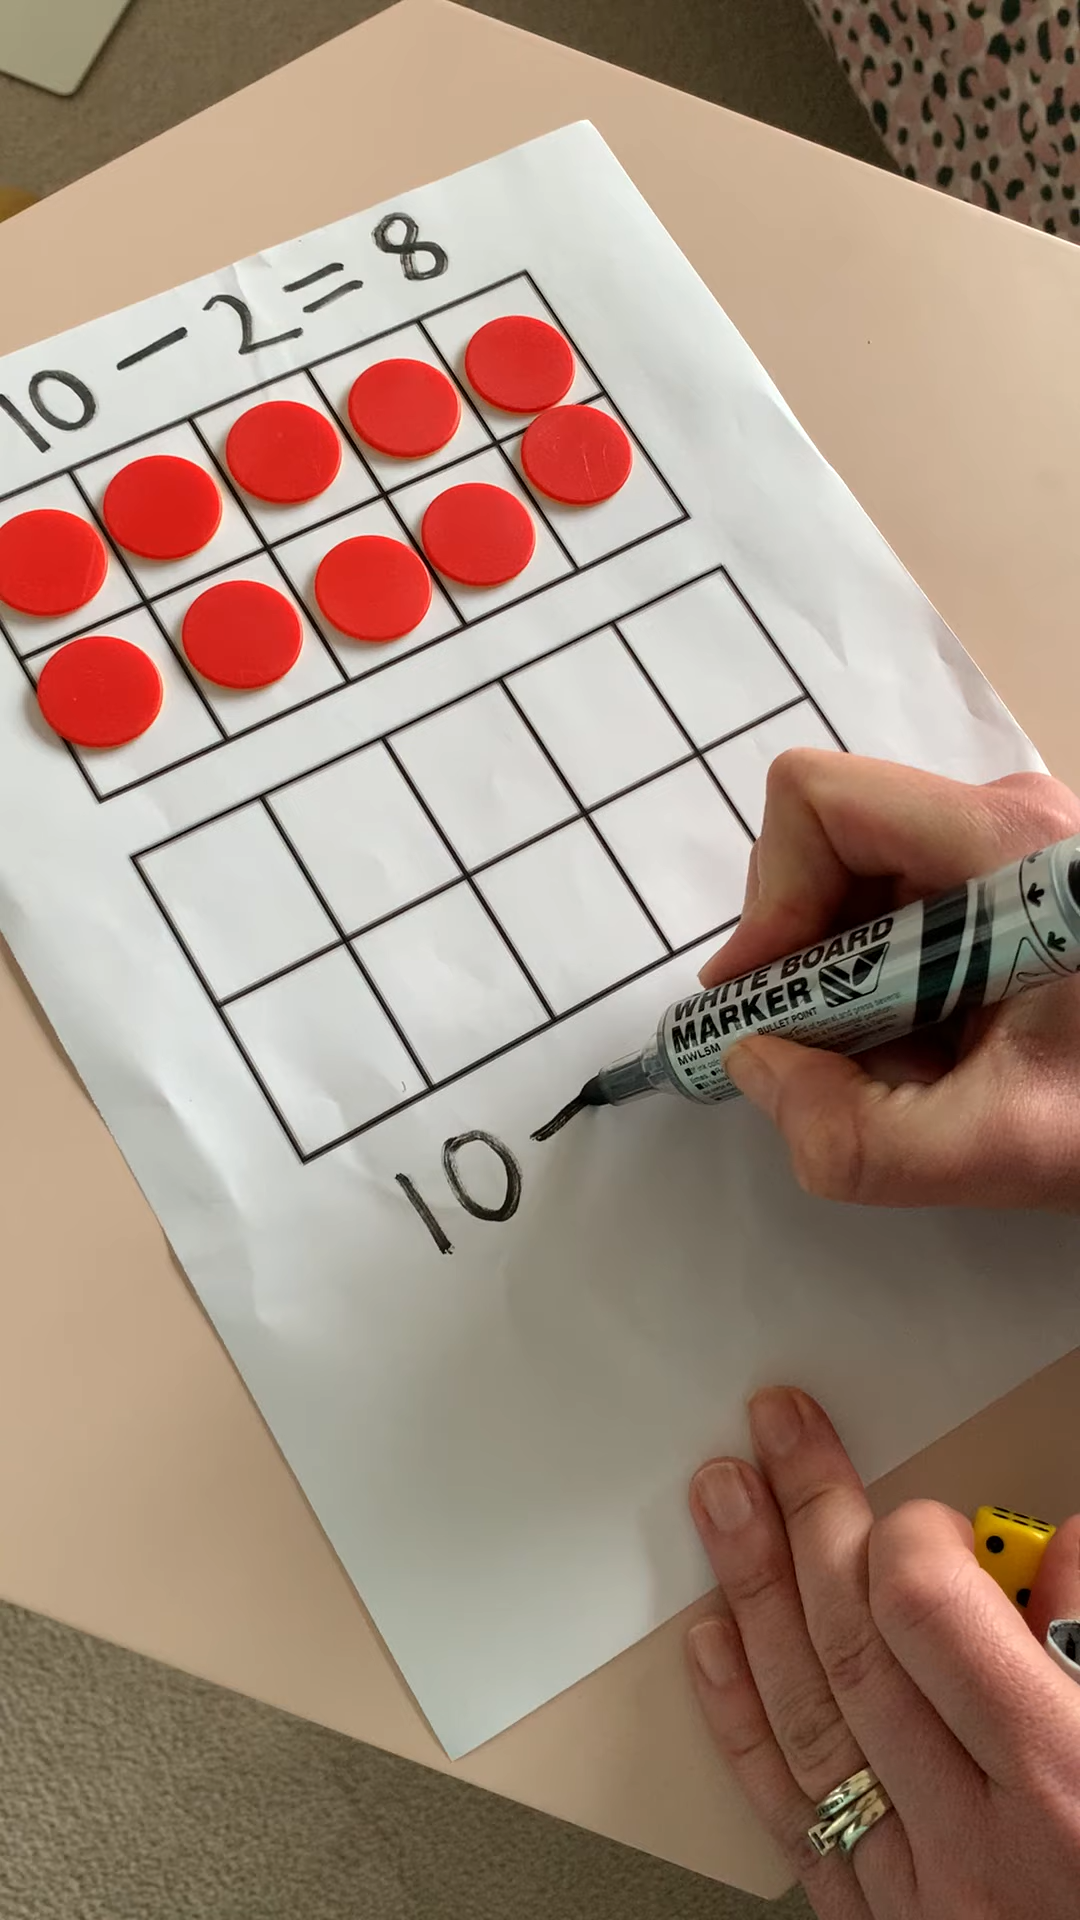 10 - 2 = 8
10 -
WHITE BOARD
MARKER
BULLET POINT
MWL5M